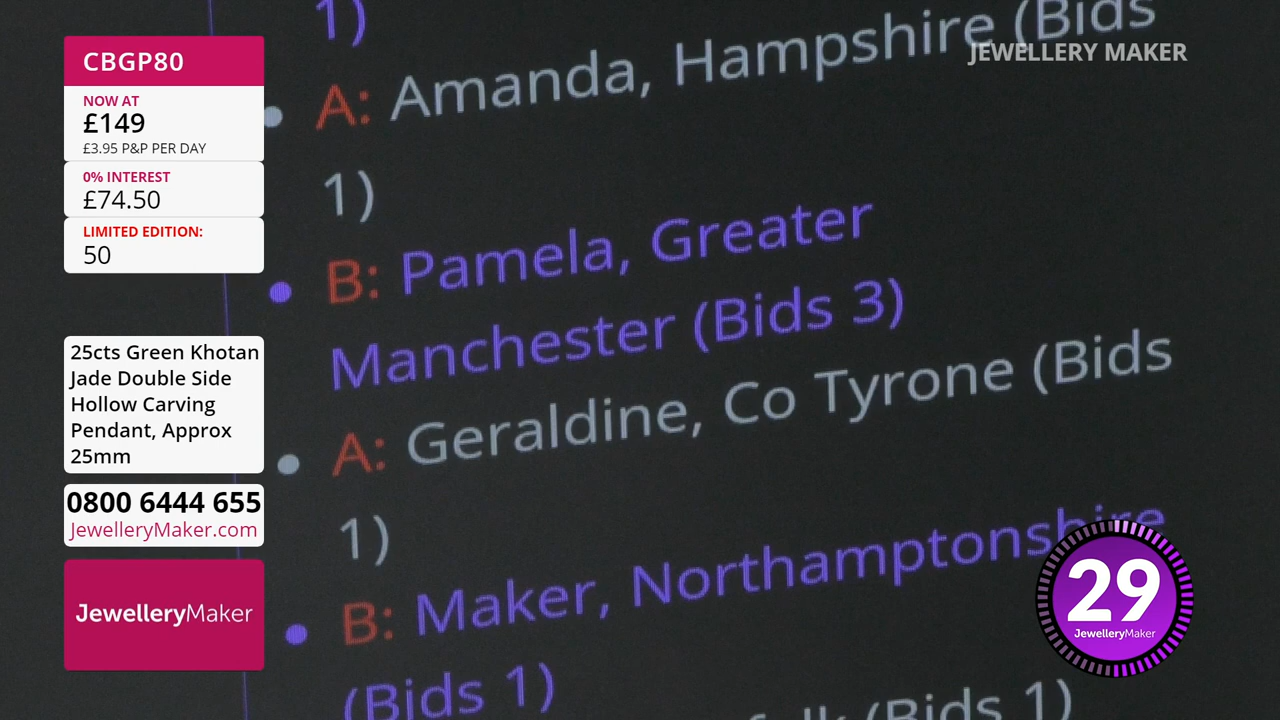 CBGP80
NOW AT
£149
£3.95 P&P PER DAY
0% INTEREST
£74.50
LIMITED EDITION:
50
25cts Green Khotan
Jade Double Side
Hollow Carving
Pendant, Approx
25mm
0800 6444 655
JewelleryMaker.com
JewelleryMaker
JEWELLERY MAKER
1)
A: Amanda, Hampshire (Bids
1)
B: Pamela, Greater
Manchester (Bids 3)
A: Geraldine, Co Tyrone (Bids
1)
B: Maker, Northamptonshire
(Bids 1)
(Bids 1)
29
JewelleryMaker